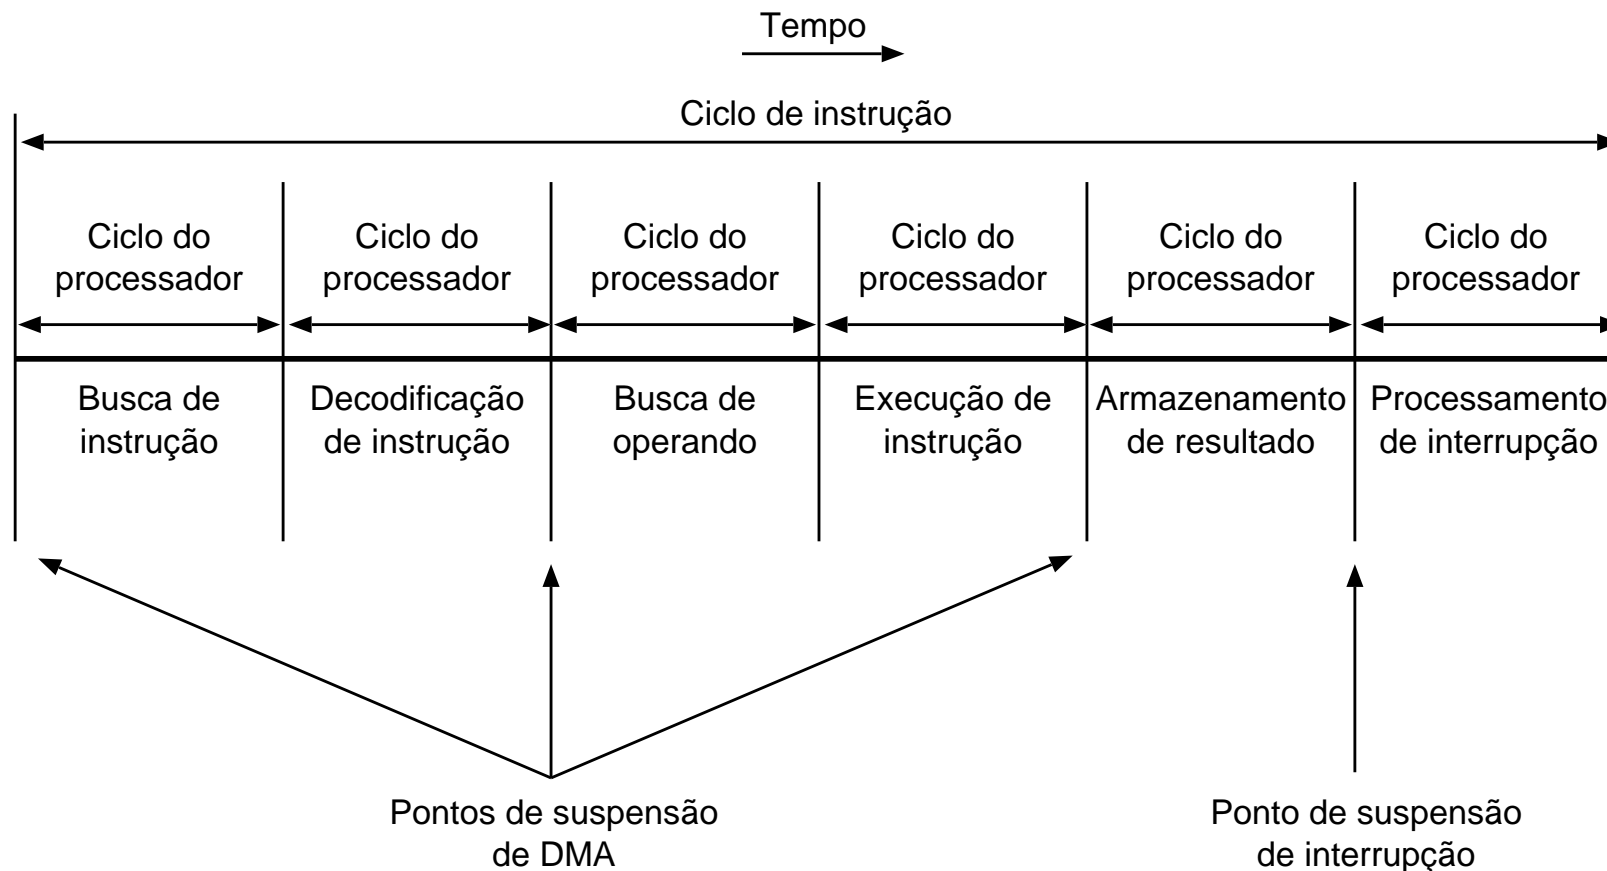 Tempo
Ciclo de instrução
Ciclo do
processador
Ciclo do
processador
Ciclo do
processador
Ciclo do
processador
Ciclo do
processador
Ciclo do
processador
Busca de
instrução
Decodificação
de instrução
Busca de
operando
Execução de
instrução
Armazenamento
de resultado
Processamento
de interrupção
Pontos de suspensão
de DMA
Ponto de suspensão
de interrupção